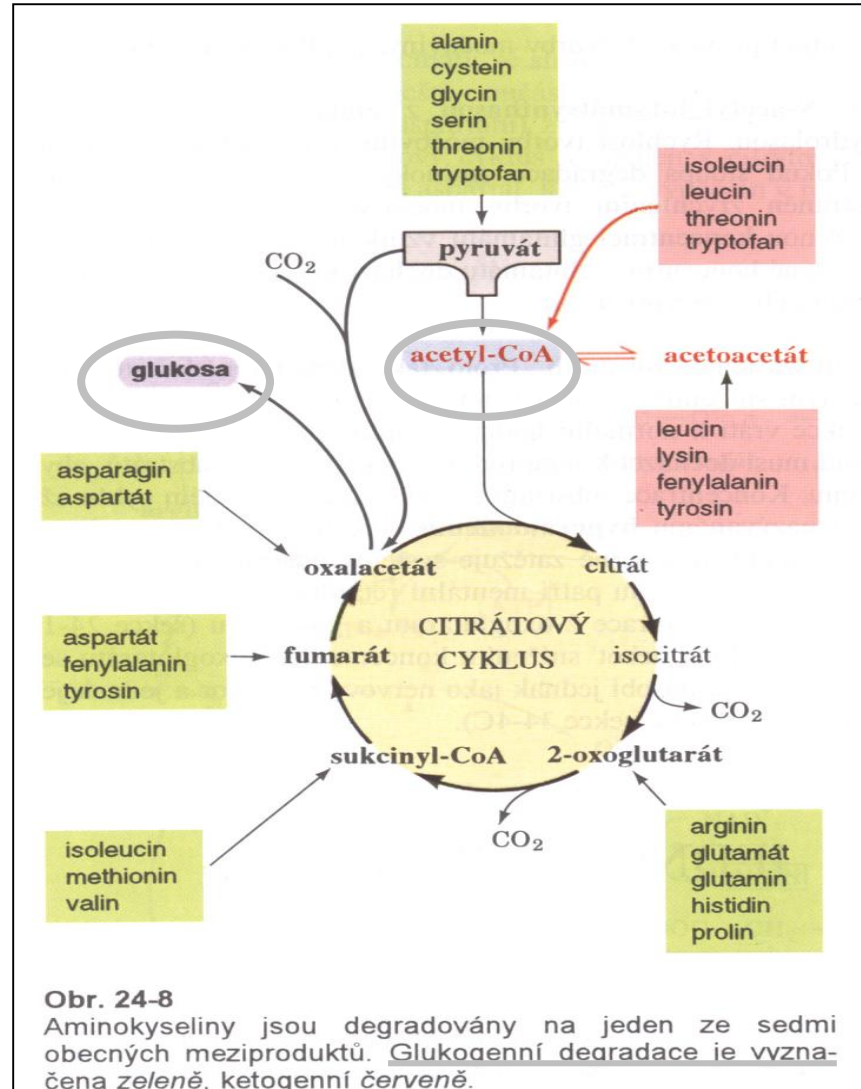 alanin
cystein
glycin
serin
threonin
tryptofan
isoleucin
leucin
threonin
tryptofan
pyruvát
CO2
acetyl-CoA
acetoacetát
glukosa
leucin
lysin
fenylalanin
tyrosin
asparagin
aspartát
oxalacetát
citrát
aspartát
fenylalanin
tyrosin
fumarát
CITRÁTOVÝ
CYKLUS
isocitrát
CO2
sukcinyl-CoA
2-oxoglutarát
CO2
isoleucin
methionin
valin
arginin
glutamát
glutamin
histidin
prolin
Obr. 24-8
Aminokyseliny jsou degradovány na jeden ze sedmi
obecných meziproduktů. Glukogenní degradace je vyzna-
čena zeleně, ketogenní červeně.